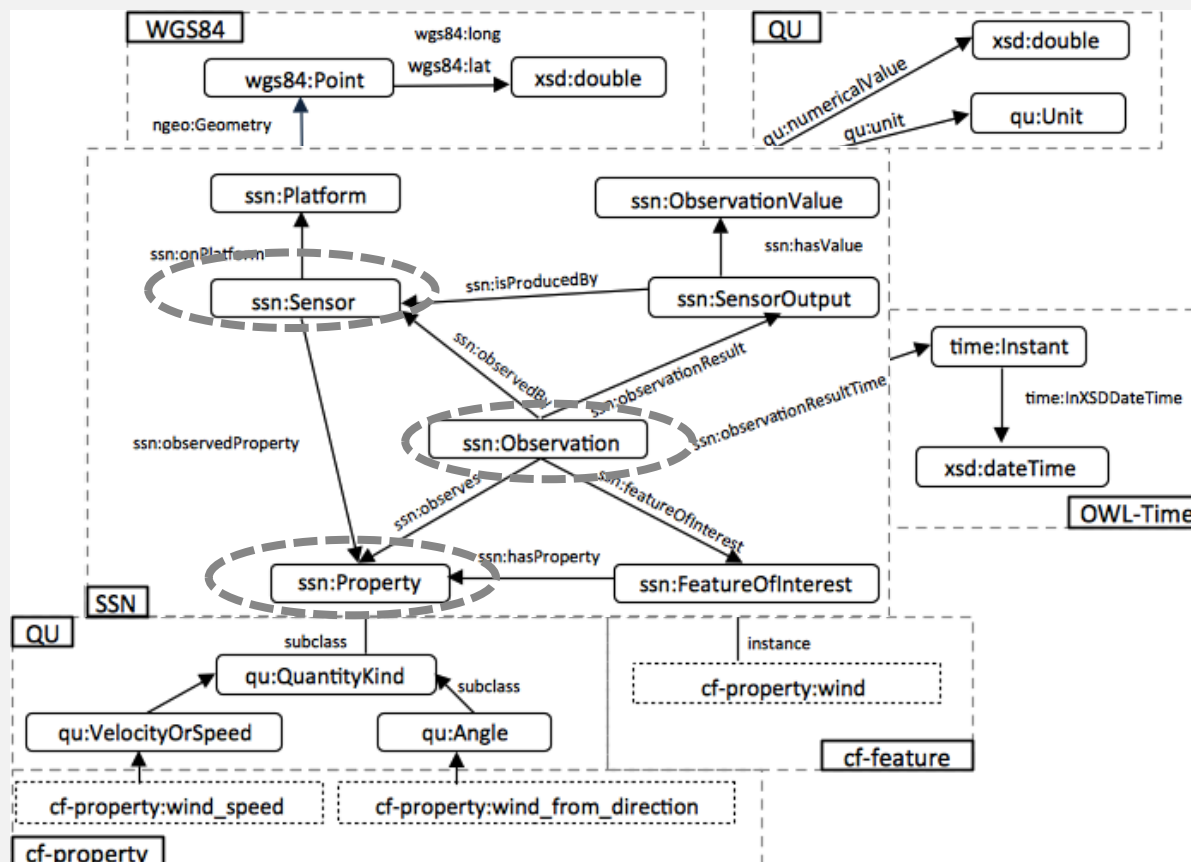 WGS84
wgs84:long
QU
xsd:double
wgs84:Point
wgs84:lat
xsd:double
qu:numericalValue
ngeo:Geometry
qu:unit
qu:Unit
ssn:Platform
ssn:ObservationValue
ssn:onPlatform
ssn:hasValue
ssn:Sensor
ssn:isProducedBy
ssn:SensorOutput
ssn:observedBy
ssn:observationResult
time:Instant
ssn:observedProperty
ssn:Observation
ssn:observationResultTime
time:InXSDDateTime
xsd:dateTime
ssn:observes
ssn:featureOfInterest
OWL-Time
ssn:hasProperty
ssn:Property
ssn:FeatureOfInterest
SSN
QU
subclass
instance
qu:QuantityKind
subclass
cf-property:wind
qu:VelocityOrSpeed
qu:Angle
cf-feature
cf-property:wind_speed
cf-property:wind_from_direction
cf-property